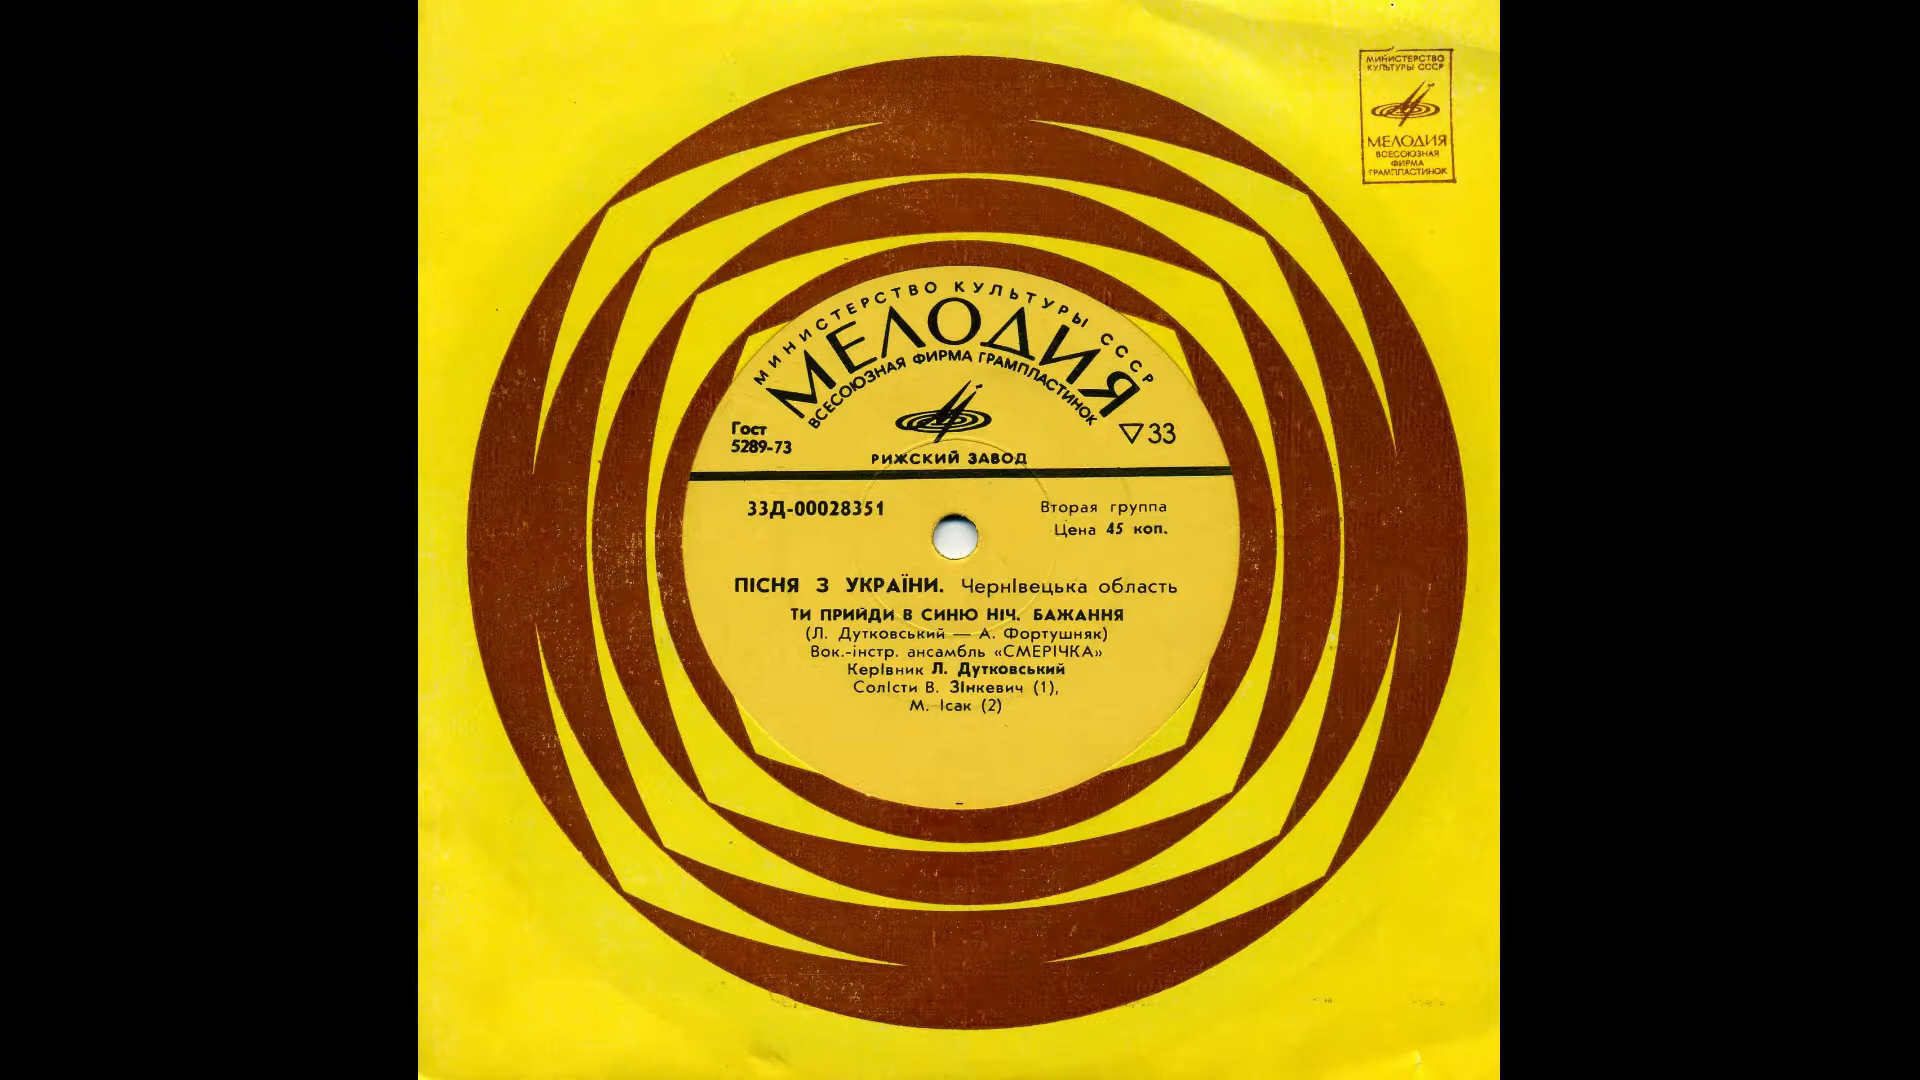 МИНИСТЕРСТВО
КУЛЬТУРЫ СССР
МЕЛОДИЯ
ВСЕСОЮЗНАЯ
ФИРМА
ГРАМПЛАСТИНОК
МИНИСТЕРСТВО КУЛЬТУРЫ СССР
МЕЛОДИЯ
ВСЕСОЮЗНАЯ ФИРМА ГРАМПЛАСТИНОК
Гост
5289-73
▽33
РИЖСКИЙ ЗАВОД
33Д-00028351
Вторая группа
Цена 45 коп.
ПІСНЯ З УКРАЇНИ. Чернівецька область
ТИ ПРИЙДИ В СИНЮ НІЧ. БАЖАННЯ
(Л. Дутковський — А. Фортушняк)
Вок.-інстр. ансамбль «СМЕРІЧКА»
Керівник Л. Дутковський
Солісти В. Зінкевич (1),
М. Ісак (2)